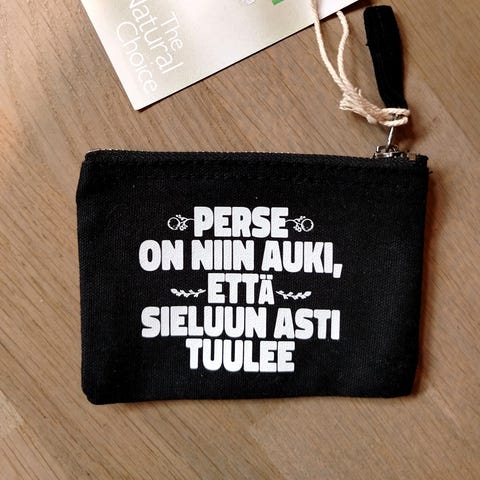 The
Natural
Choice
PERSE
ON NIIN AUKI,
ETTÄ
SIELUUN ASTI
TUULEE